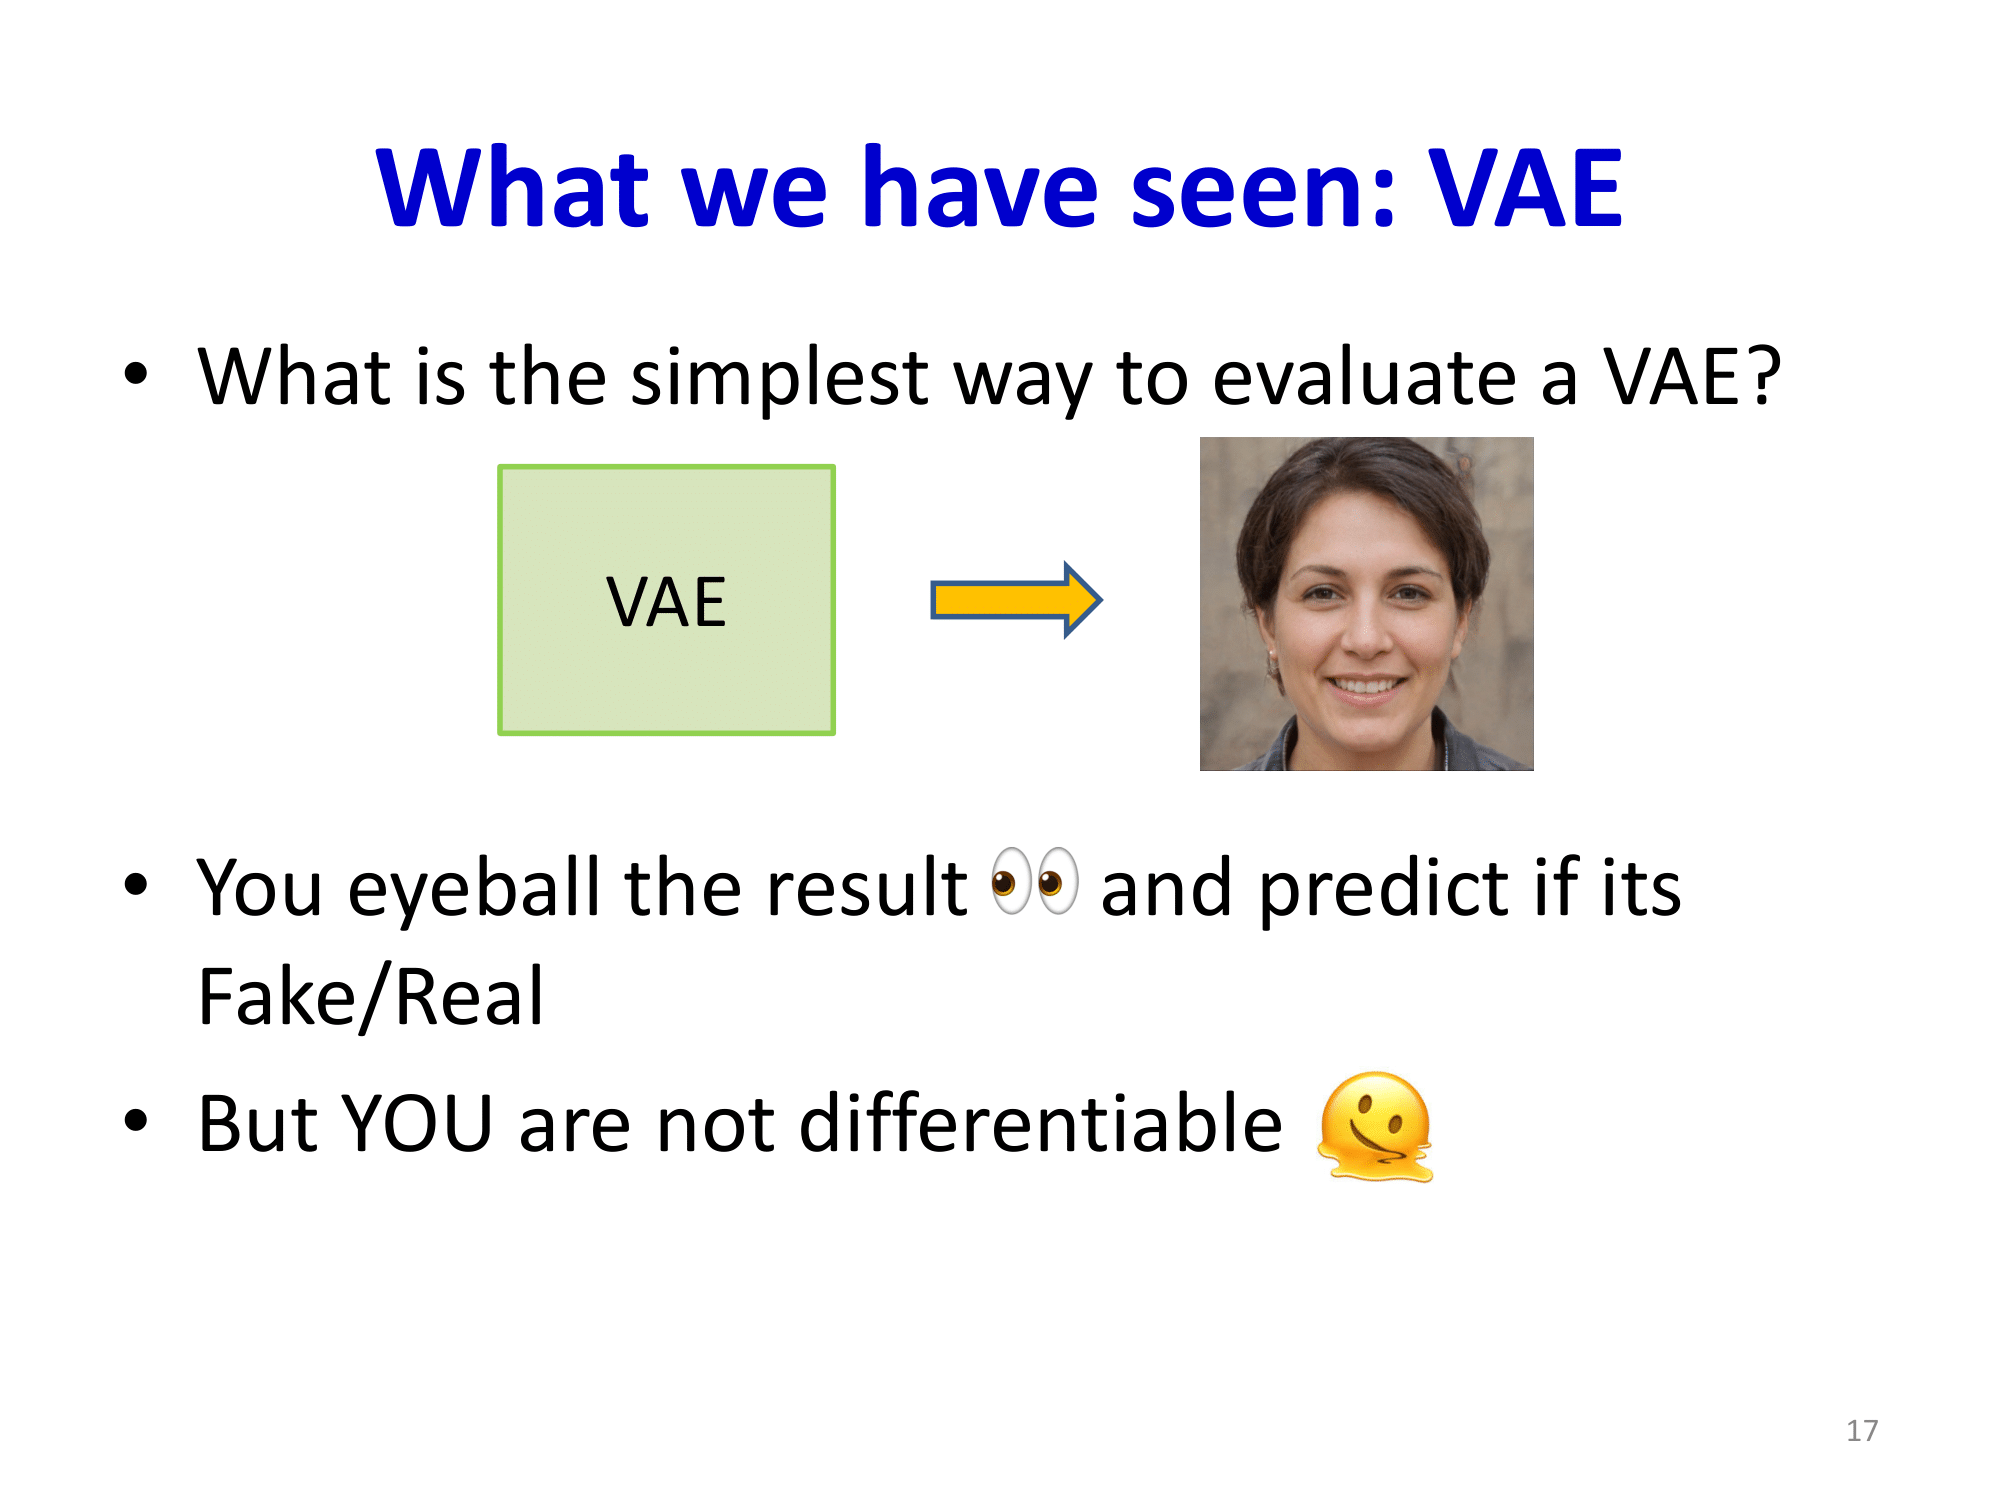 What we have seen: VAE
• What is the simplest way to evaluate a VAE?
VAE
• You eyeball the result 👀 and predict if its
Fake/Real
• But YOU are not differentiable 🫠
17